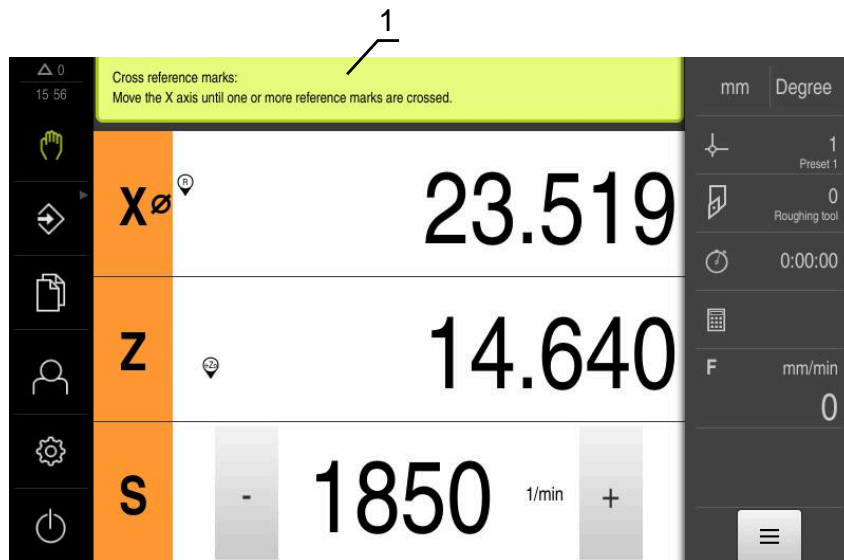 1
0
15 56
Cross reference marks:
Move the X axis until one or more reference marks are crossed.
mm Degree
X⌀ R 23.519
1
Preset 1
0
Roughing tool
0:00:00
Z +Zo 14.640
F mm/min
0
S - 1850 1/min +